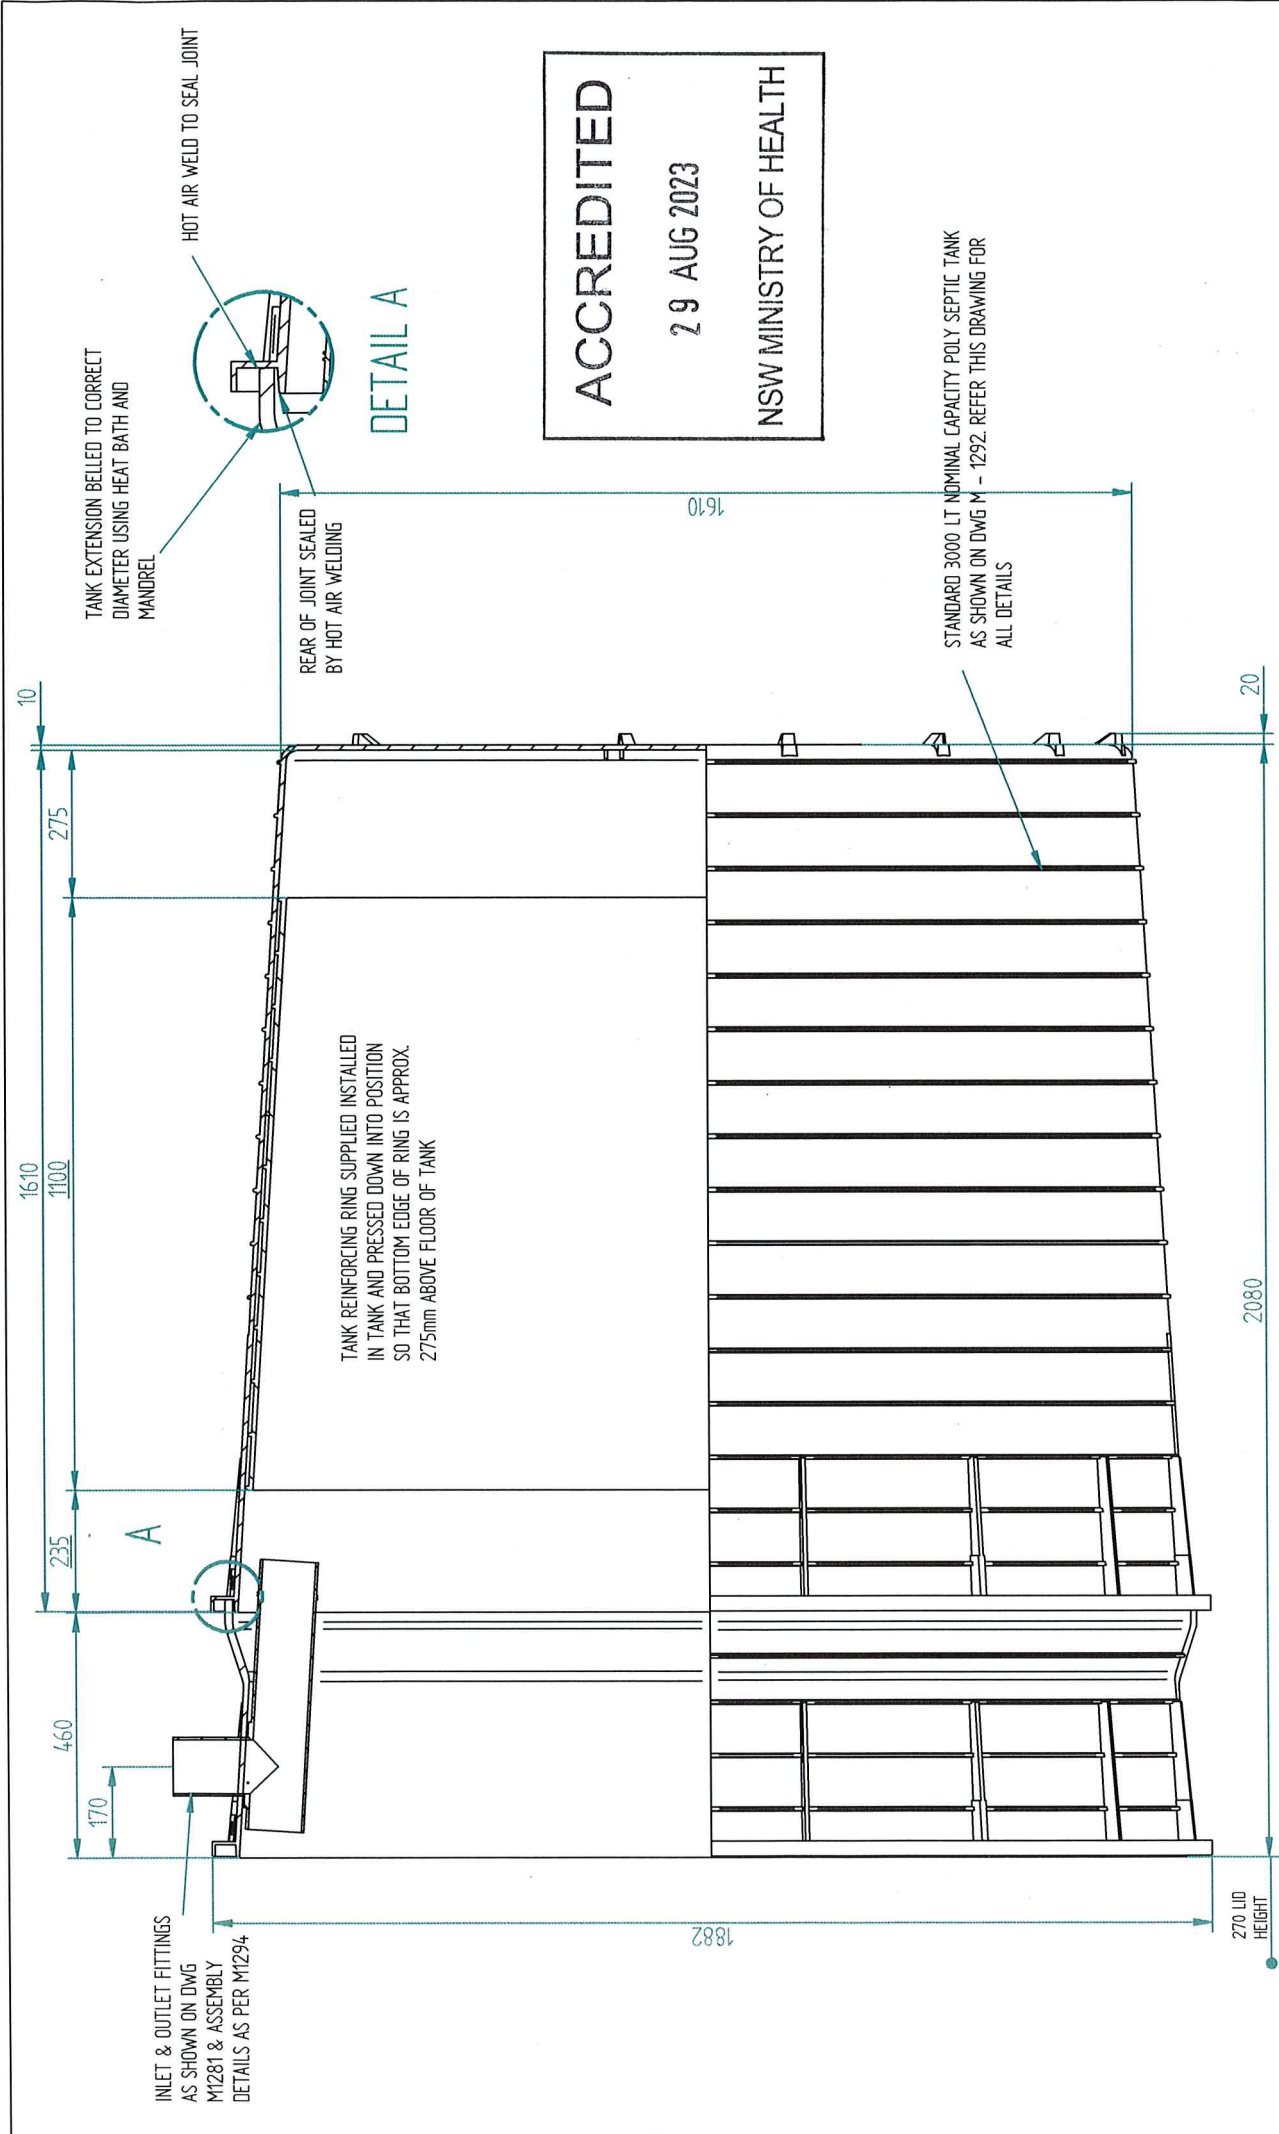 INLET & OUTLET FITTINGS
AS SHOWN ON DWG
M1281 & ASSEMBLY
DETAILS AS PER M1294
170
460
235
1610
1100
275
10
A
TANK EXTENSION BELLED TO CORRECT
DIAMETER USING HEAT BATH AND
MANDREL
HOT AIR WELD TO SEAL JOINT
REAR OF JOINT SEALED
BY HOT AIR WELDING
DETAIL A
TANK REINFORCING RING SUPPLIED INSTALLED
IN TANK AND PRESSED DOWN INTO POSITION
SO THAT BOTTOM EDGE OF RING IS APPROX.
275mm ABOVE FLOOR OF TANK
ACCREDITED
29 AUG 2023
NSW MINISTRY OF HEALTH
1882
1610
STANDARD 3000 LT NOMINAL CAPACITY POLY SEPTIC TANK
AS SHOWN ON DWG M - 1292. REFER THIS DRAWING FOR
ALL DETAILS
270 LID
HEIGHT
2080
20